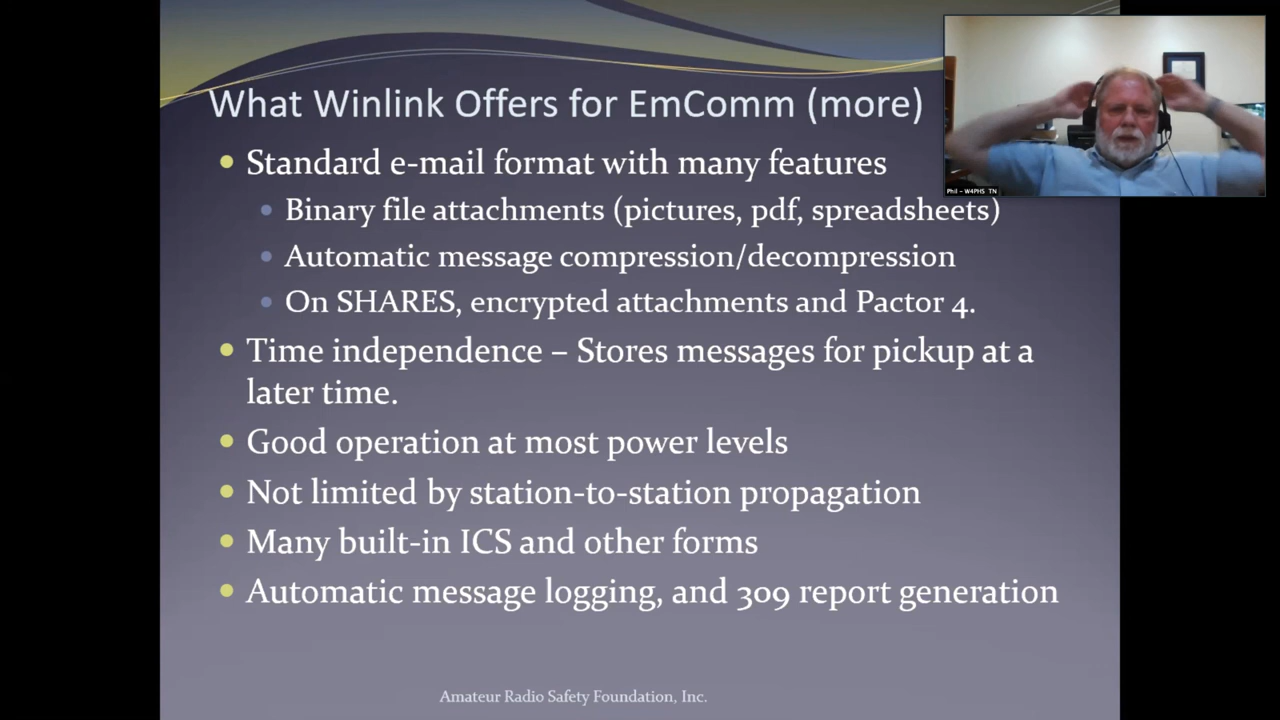 What Winlink Offers for EmComm (more)
Standard e-mail format with many features
Binary file attachments (pictures, pdf, spreadsheets)
Automatic message compression/decompression
On SHARES, encrypted attachments and Pactor 4.
Time independence – Stores messages for pickup at a
later time.
Good operation at most power levels
Not limited by station-to-station propagation
Many built-in ICS and other forms
Automatic message logging, and 309 report generation
Amateur Radio Safety Foundation, Inc.
Phil - W4PHS TN